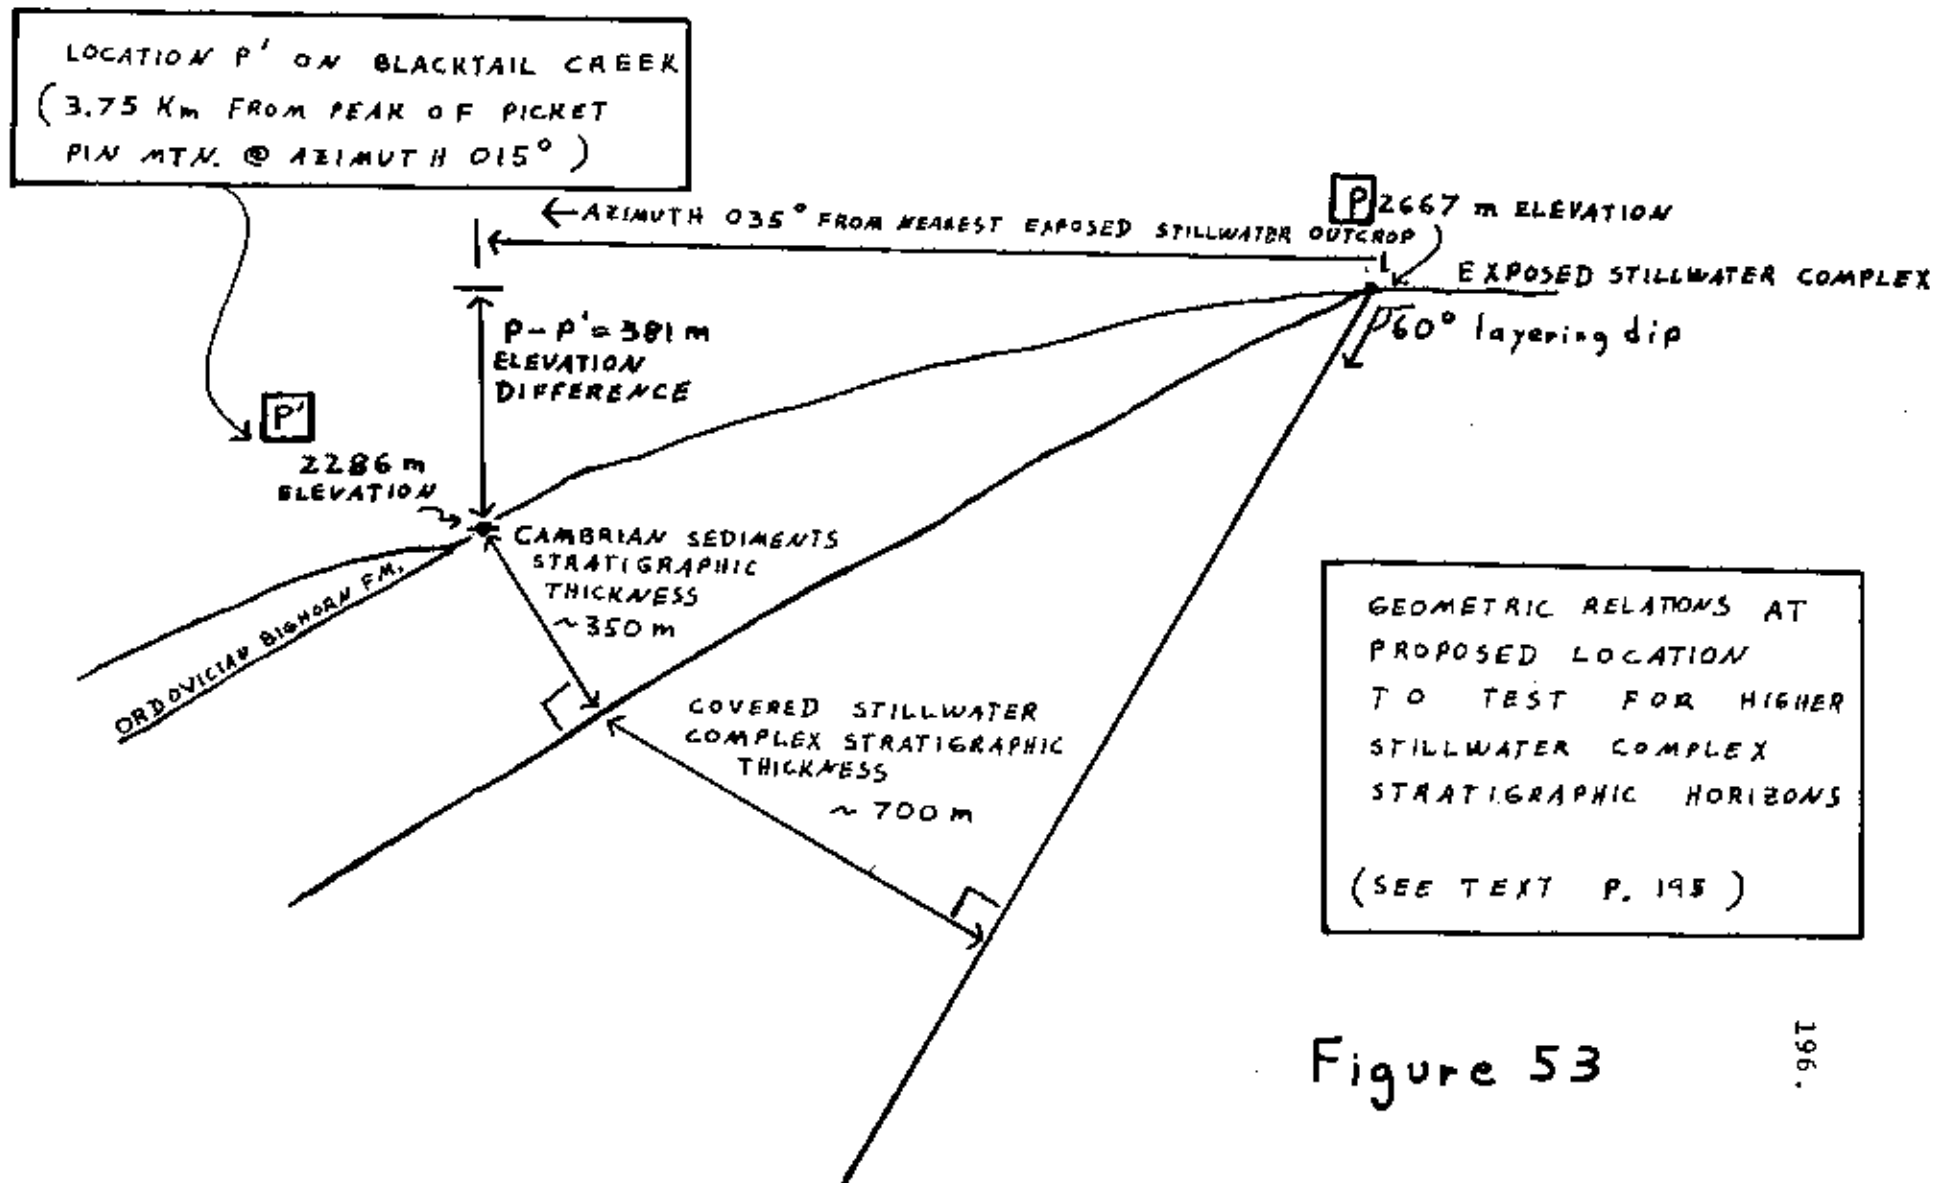 LOCATION P' ON BLACKTAIL CREEK
(3.75 Km FROM PEAK OF PICKET
PIN MTN. @ AZIMUTH 015°)
P 2667 m ELEVATION
←AZIMUTH 035° FROM NEAREST EXPOSED STILLWATER OUTCROP
EXPOSED STILLWATER COMPLEX
60° layering dip
P-P'=381 m
ELEVATION
DIFFERENCE
P'
2286 m
ELEVATION
CAMBRIAN SEDIMENTS
STRATIGRAPHIC
THICKNESS
~350 m
ORDOVICIAN BIGHORN FM.
COVERED STILLWATER
COMPLEX STRATIGRAPHIC
THICKNESS
~ 700 m
GEOMETRIC RELATIONS AT
PROPOSED LOCATION
TO TEST FOR HIGHER
STILLWATER COMPLEX
STRATIGRAPHIC HORIZONS
(SEE TEXT P. 195)
Figure 53
196.